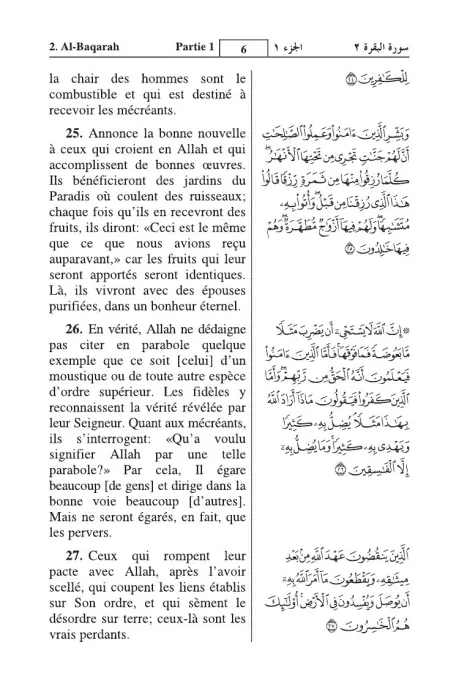 2. Al-Baqarah Partie 1 6 الجزء ١ سورة البقرة ٢
la chair des hommes sont le
combustible et qui est destiné à
recevoir les mécréants.
لِلْكَٰفِرِينَ ٢٤
25. Annonce la bonne nouvelle
à ceux qui croient en Allah et qui
accomplissent de bonnes œuvres.
Ils bénéficieront des jardins du
Paradis où coulent des ruisseaux;
chaque fois qu’ils en recevront des
fruits, ils diront: «Ceci est le même
que ce que nous avions reçu
auparavant,» car les fruits qui leur
seront apportés seront identiques.
Là, ils vivront avec des épouses
purifiées, dans un bonheur éternel.
وَبَشِّرِ ٱلَّذِينَ ءَامَنُوا۟ وَعَمِلُوا۟ ٱلصَّٰلِحَٰتِ
أَنَّ لَهُمْ جَنَّٰتٍ تَجْرِى مِن تَحْتِهَا ٱلْأَنْهَٰرُ ۖ
كُلَّمَا رُزِقُوا۟ مِنْهَا مِن ثَمَرَةٍ رِّزْقًا ۙ قَالُوا۟
هَٰذَا ٱلَّذِى رُزِقْنَا مِن قَبْلُ ۖ وَأُتُوا۟ بِهِۦ
مُتَشَٰبِهًا ۖ وَلَهُمْ فِيهَآ أَزْوَٰجٌ مُّطَهَّرَةٌ ۖ وَهُمْ
فِيهَا خَٰلِدُونَ ٢٥
26. En vérité, Allah ne dédaigne
pas citer en parabole quelque
exemple que ce soit [celui] d’un
moustique ou de toute autre espèce
d’ordre supérieur. Les fidèles y
reconnaissent la vérité révélée par
leur Seigneur. Quant aux mécréants,
ils s’interrogent: «Qu’a voulu
signifier Allah par une telle
parabole?» Par cela, Il égare
beaucoup [de gens] et dirige dans la
bonne voie beaucoup [d’autres].
Mais ne seront égarés, en fait, que
les pervers.
۞ إِنَّ ٱللَّهَ لَا يَسْتَحْىِۦٓ أَن يَضْرِبَ مَثَلًا
مَّا بَعُوضَةً فَمَا فَوْقَهَا ۚ فَأَمَّا ٱلَّذِينَ ءَامَنُوا۟
فَيَعْلَمُونَ أَنَّهُ ٱلْحَقُّ مِن رَّبِّهِمْ ۖ وَأَمَّا
ٱلَّذِينَ كَفَرُوا۟ فَيَقُولُونَ مَاذَآ أَرَادَ ٱللَّهُ
بِهَٰذَا مَثَلًا ۘ يُضِلُّ بِهِۦ كَثِيرًا
وَيَهْدِى بِهِۦ كَثِيرًا ۚ وَمَا يُضِلُّ بِهِۦٓ
إِلَّا ٱلْفَٰسِقِينَ ٢٦
27. Ceux qui rompent leur
pacte avec Allah, après l’avoir
scellé, qui coupent les liens établis
sur Son ordre, et qui sèment le
désordre sur terre; ceux-là sont les
vrais perdants.
ٱلَّذِينَ يَنقُضُونَ عَهْدَ ٱللَّهِ مِنۢ بَعْدِ
مِيثَٰقِهِۦ وَيَقْطَعُونَ مَآ أَمَرَ ٱللَّهُ بِهِۦٓ
أَن يُوصَلَ وَيُفْسِدُونَ فِى ٱلْأَرْضِ ۚ أُو۟لَٰٓئِكَ
هُمُ ٱلْخَٰسِرُونَ ٢٧